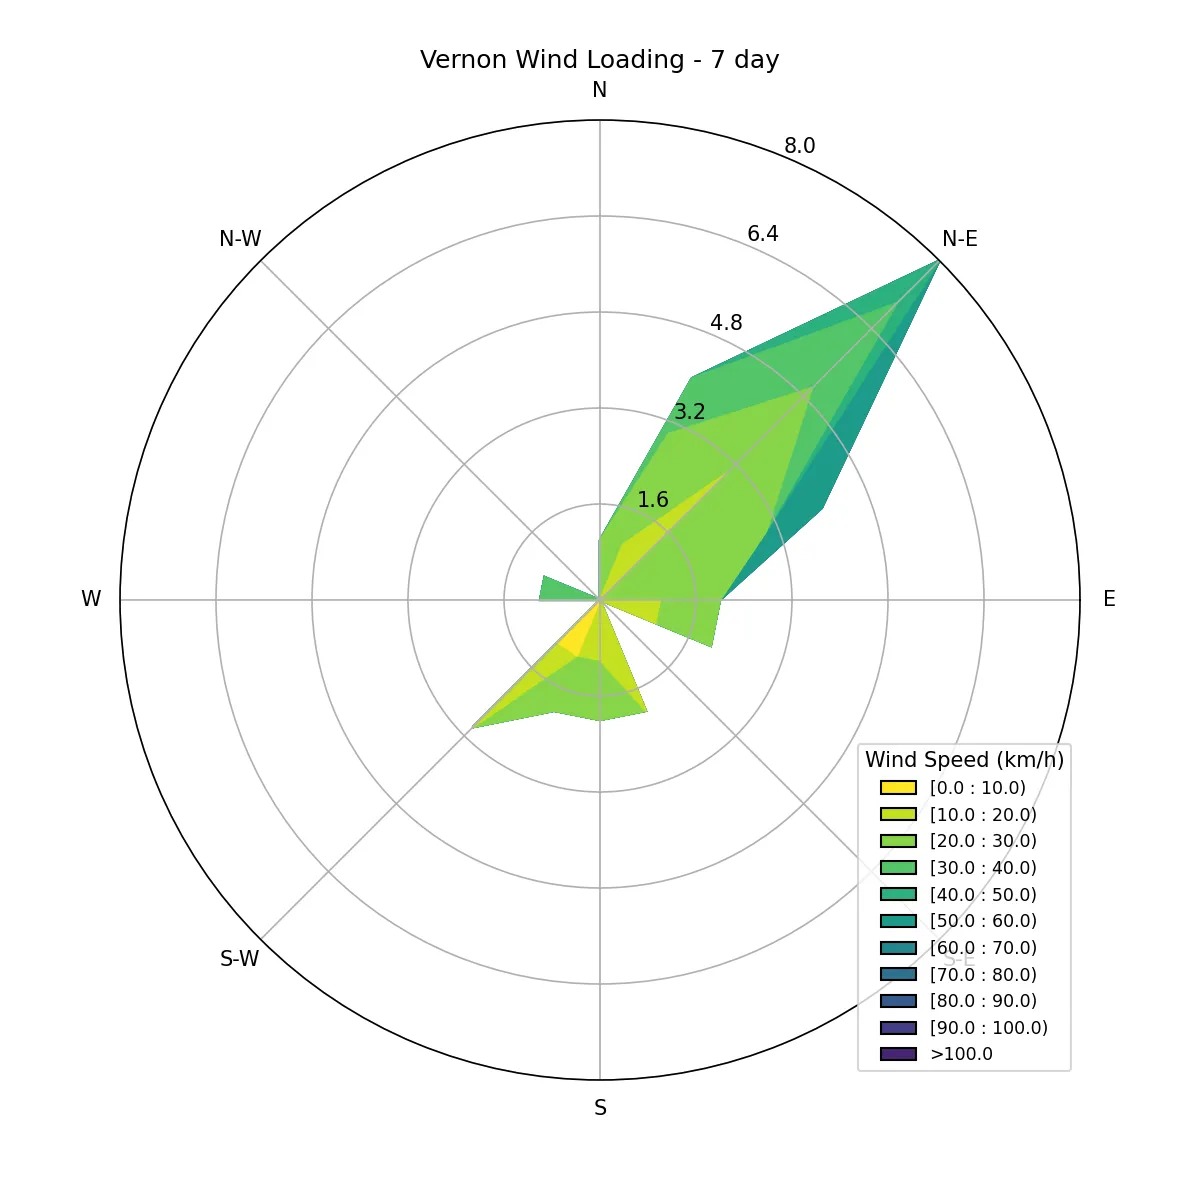 Vernon Wind Loading - 7 day
N
8.0
N-W
6.4
N-E
4.8
3.2
1.6
W
E
Wind Speed (km/h)
[0.0 : 10.0)
[10.0 : 20.0)
[20.0 : 30.0)
[30.0 : 40.0)
[40.0 : 50.0)
[50.0 : 60.0)
[60.0 : 70.0)
S-W
S-E
[70.0 : 80.0)
[80.0 : 90.0)
[90.0 : 100.0)
>100.0
S